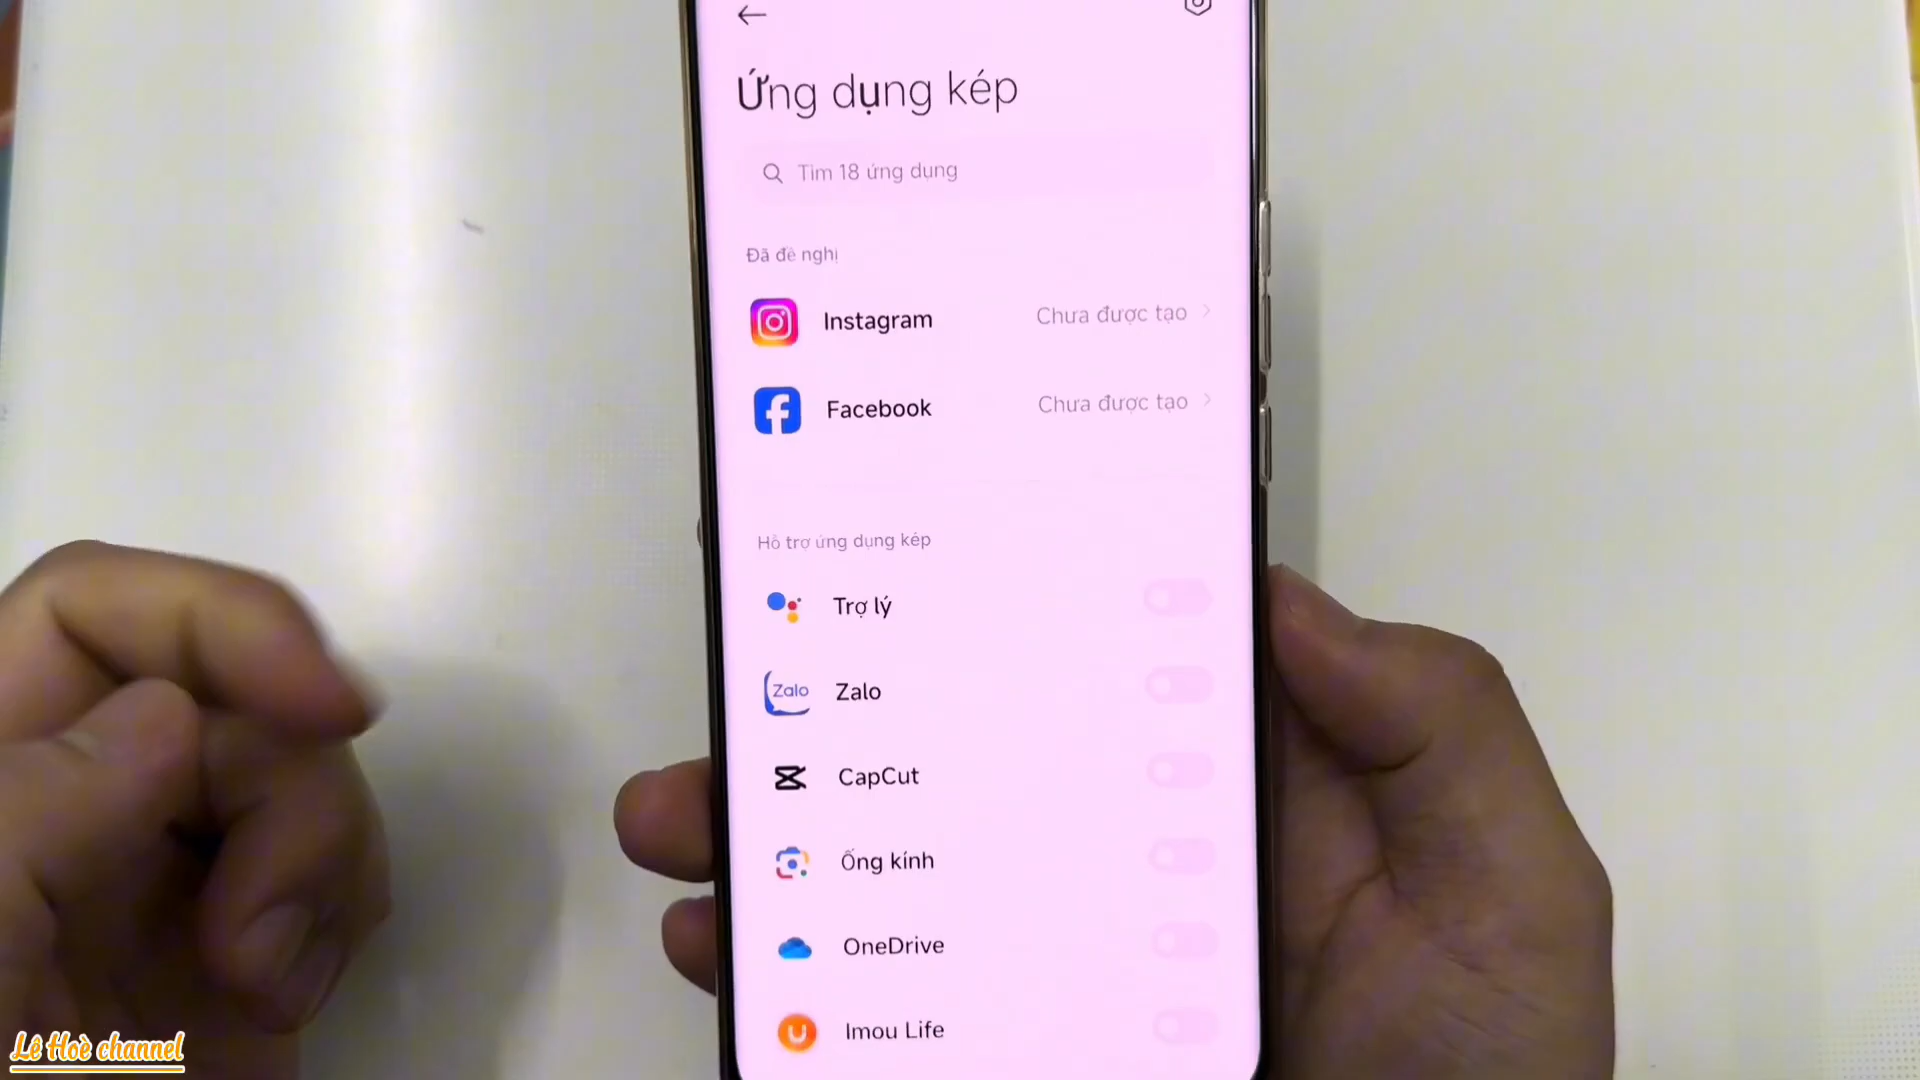 Ứng dụng kép
Tìm 18 ứng dụng
Đã đề nghị
Instagram Chưa được tạo
Facebook Chưa được tạo
Hỗ trợ ứng dụng kép
Trợ lý
Zalo Zalo
CapCut
Ống kính
OneDrive
Imou Life
Lê Hoè channel